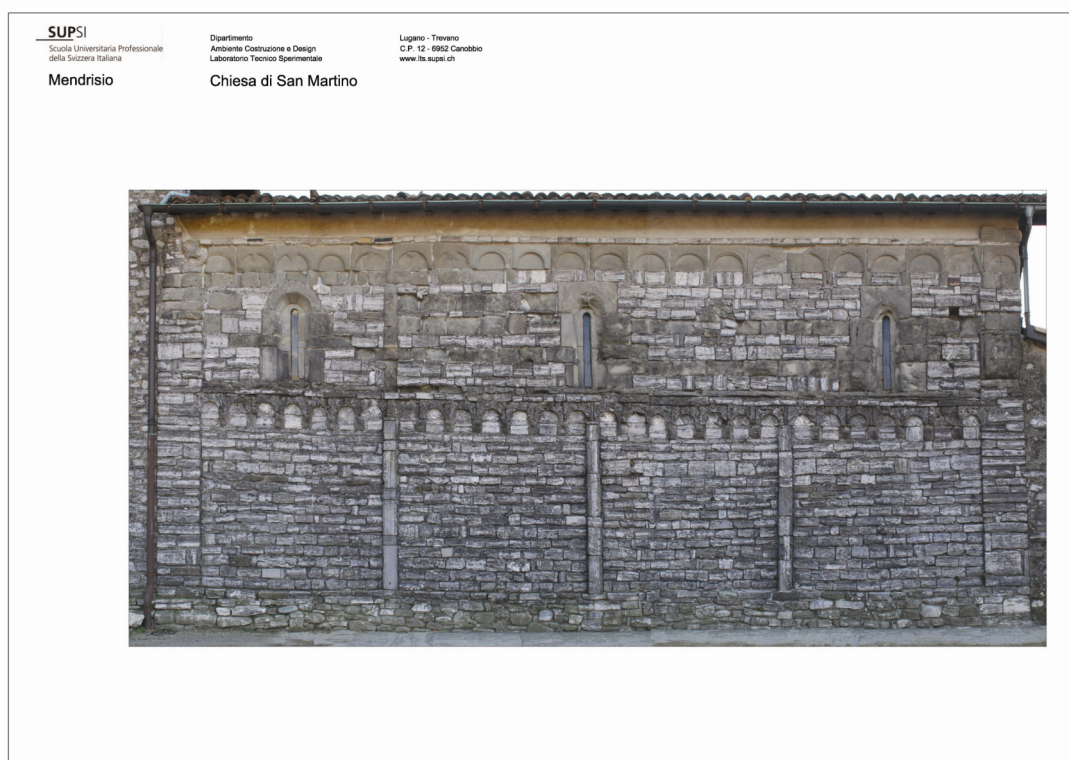 SUPSI
Scuola Universitaria Professionale
della Svizzera Italiana
Dipartimento
Ambiente Costruzione e Design
Laboratorio Tecnico Sperimentale
Lugano - Trevano
C.P. 12 - 6952 Canobbio
www.lts.supsi.ch
Mendrisio
Chiesa di San Martino